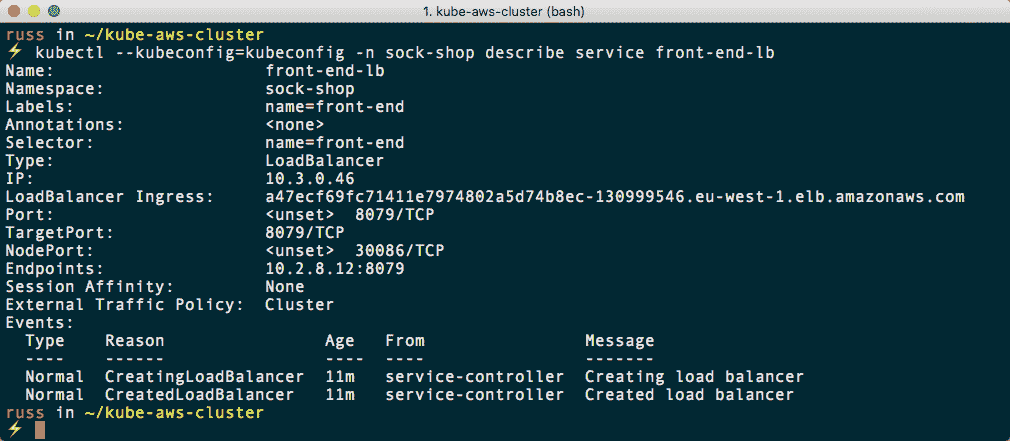 1. kube-aws-cluster (bash)
russ in ~/kube-aws-cluster
⚡ kubectl --kubeconfig=kubeconfig -n sock-shop describe service front-end-lb
Name: front-end-lb
Namespace: sock-shop
Labels: name=front-end
Annotations: <none>
Selector: name=front-end
Type: LoadBalancer
IP: 10.3.0.46
LoadBalancer Ingress: a47ecf69fc71411e7974802a5d74b8ec-130999546.eu-west-1.elb.amazonaws.com
Port: <unset> 8079/TCP
TargetPort: 8079/TCP
NodePort: <unset> 30086/TCP
Endpoints: 10.2.8.12:8079
Session Affinity: None
External Traffic Policy: Cluster
Events:
Type Reason Age From Message
---- ------ ---- ---- -------
Normal CreatingLoadBalancer 11m service-controller Creating load balancer
Normal CreatedLoadBalancer 11m service-controller Created load balancer
russ in ~/kube-aws-cluster
⚡